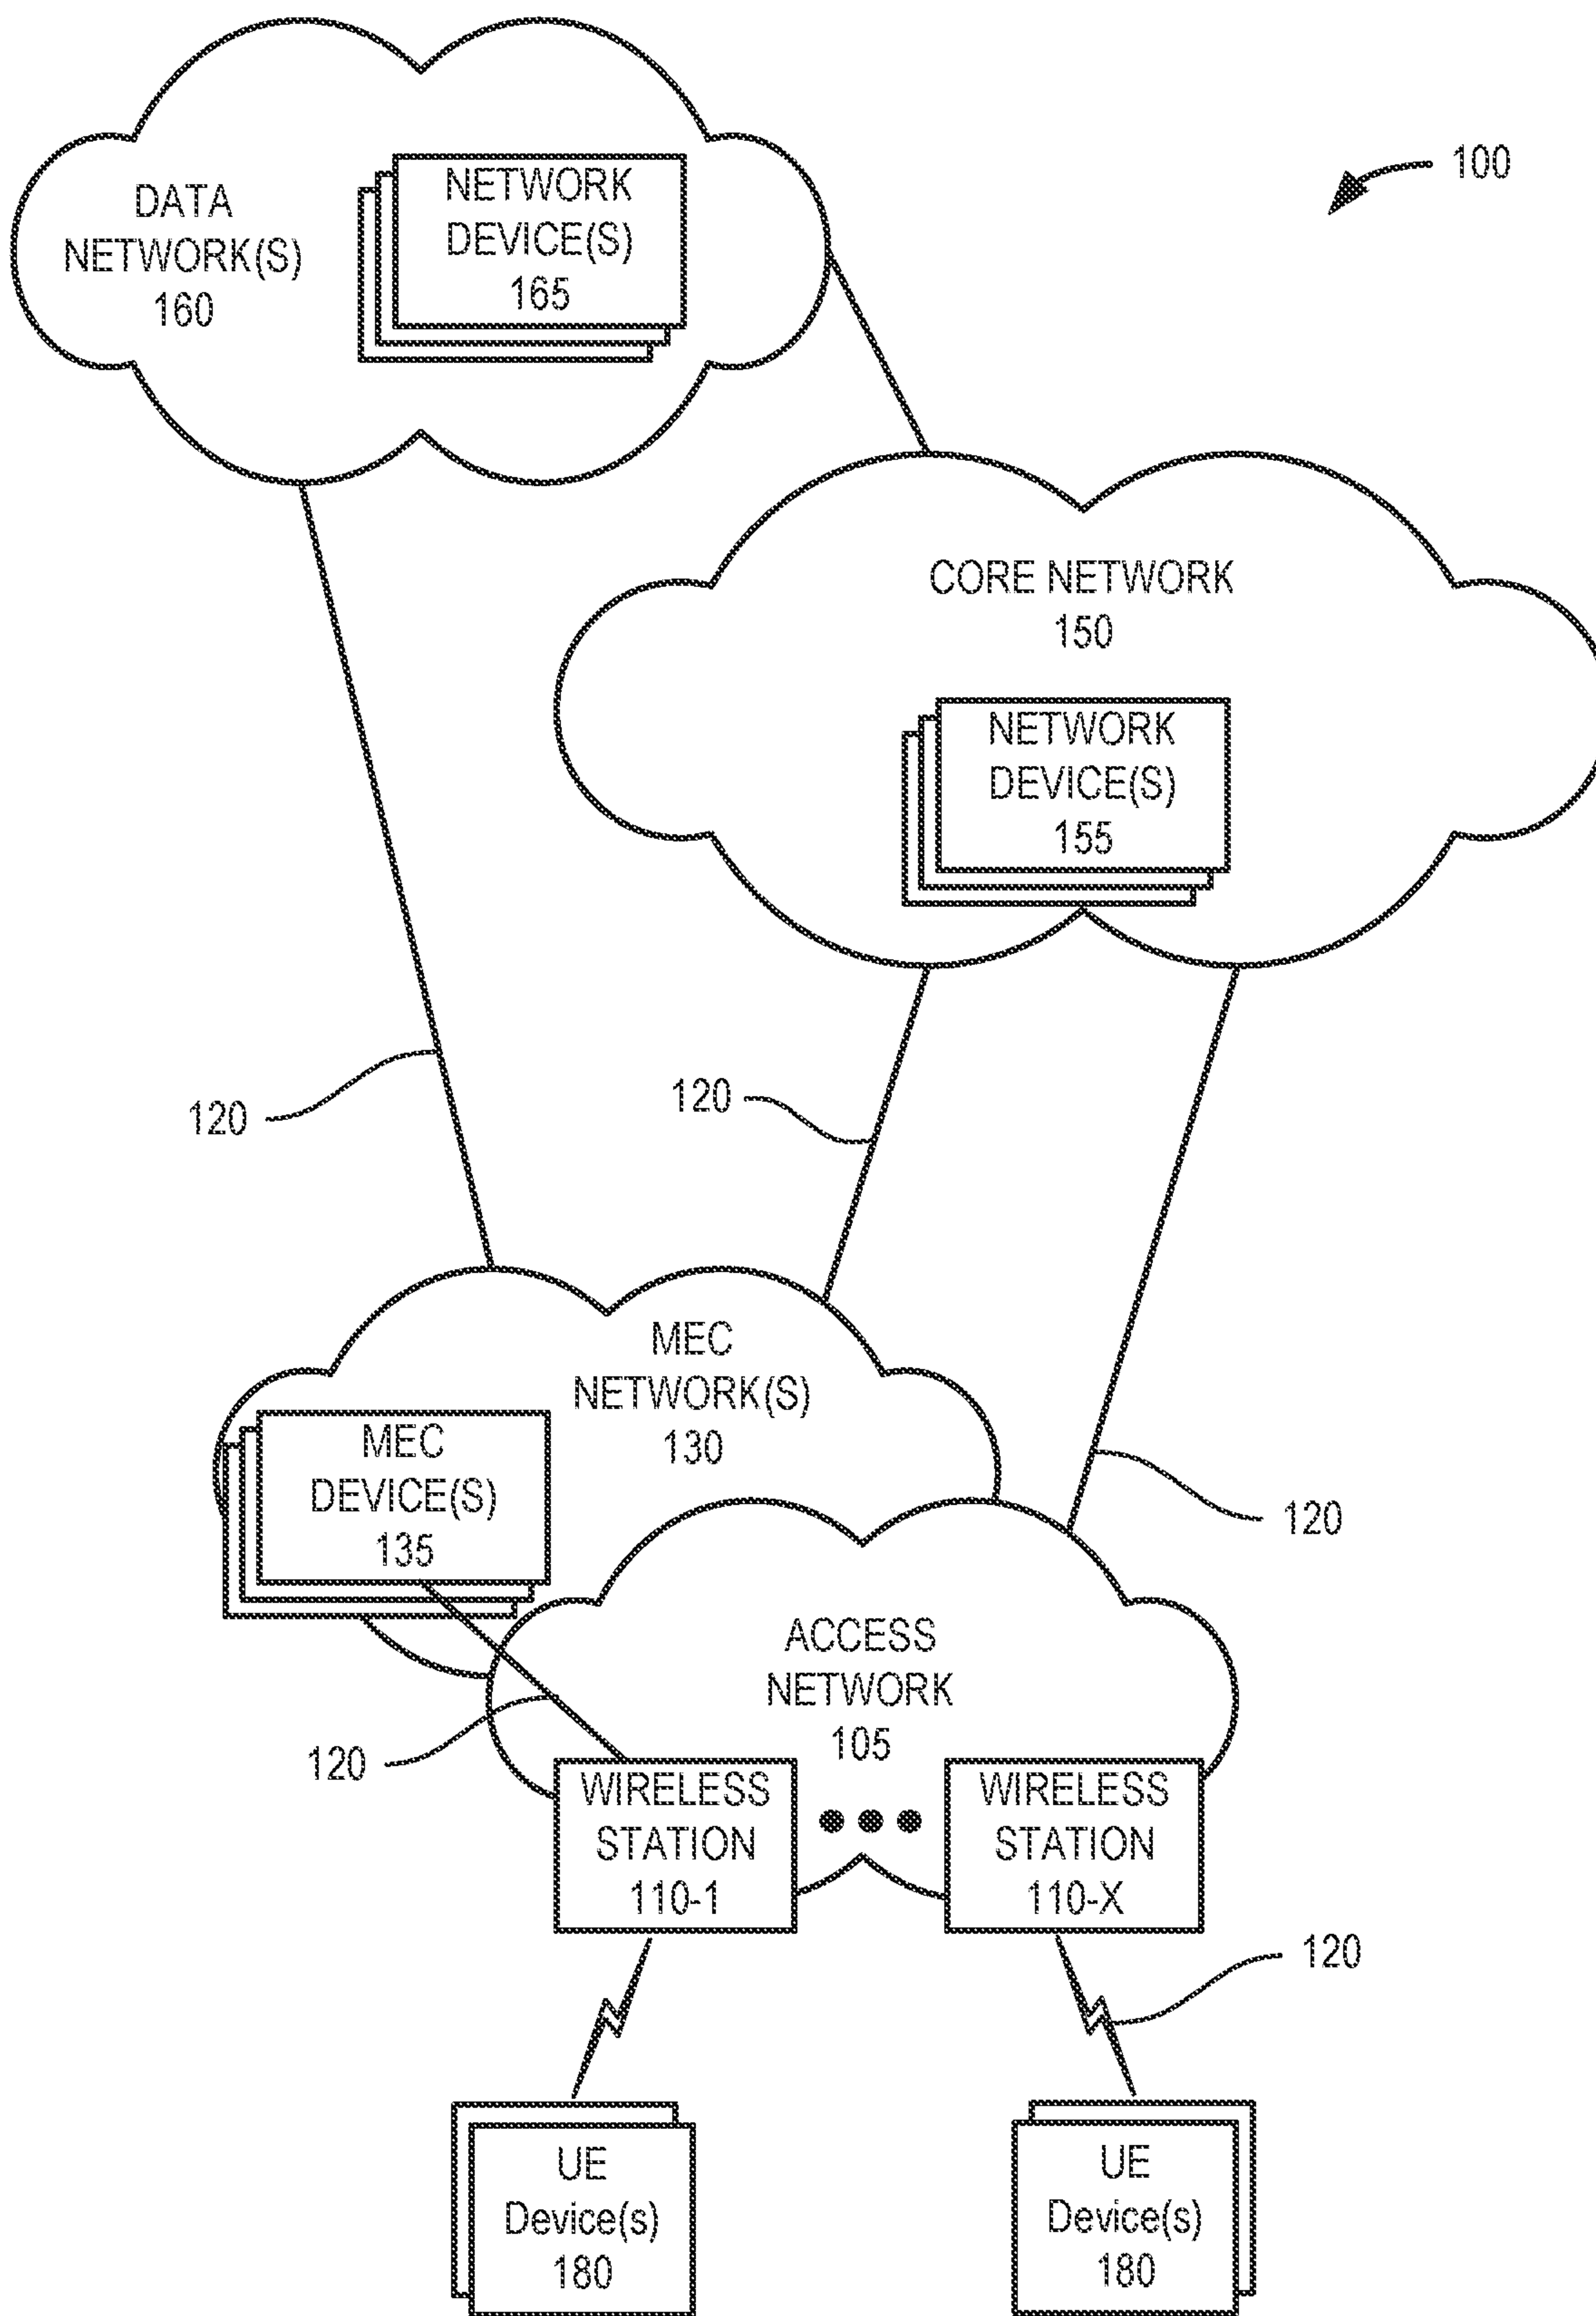 100
DATA
NETWORK(S)
160
NETWORK
DEVICE(S)
165
CORE NETWORK
150
NETWORK
DEVICE(S)
155
120
120
MEC
NETWORK(S)
130
MEC
DEVICE(S)
135
120
ACCESS
NETWORK
105
120
WIRELESS
STATION
110-1
WIRELESS
STATION
110-X
120
UE
Device(s)
180
UE
Device(s)
180